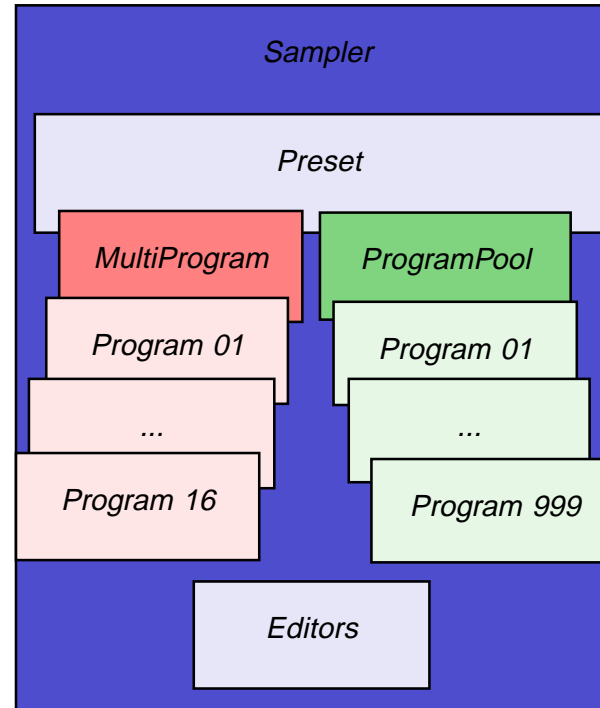 Sampler
Preset
MultiProgram
ProgramPool
Program 01
Program 01
...
...
Program 16
Program 999
Editors